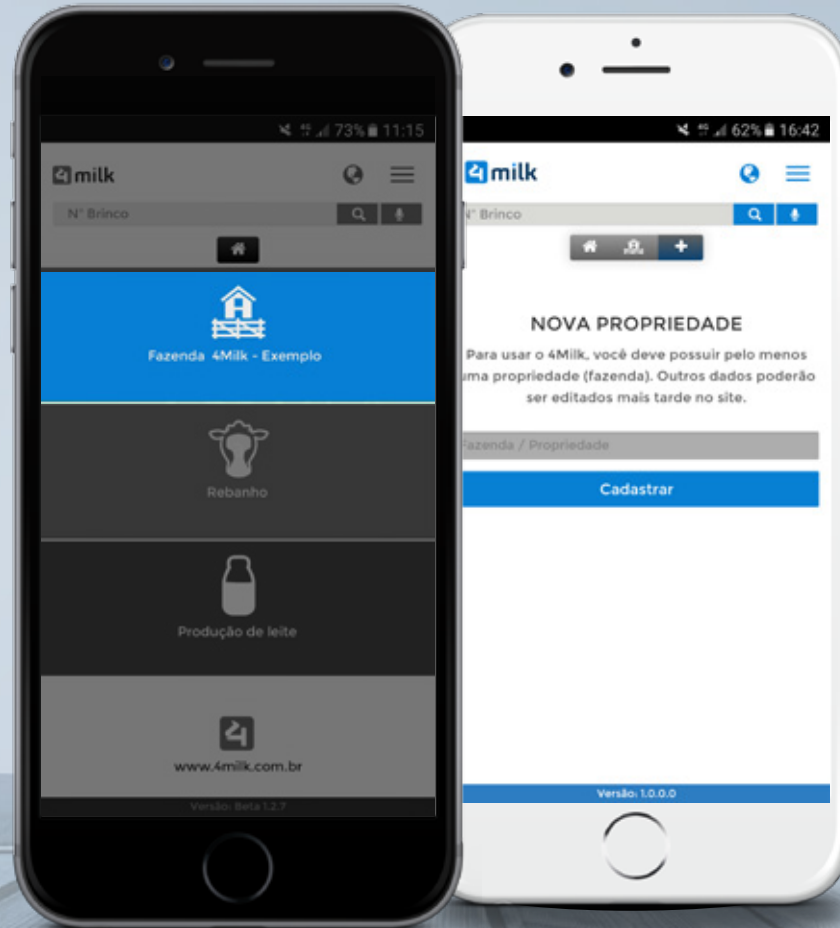 73% 11:15
milk
N° Brinco
Fazenda 4Milk - Exemplo
Rebanho
Produção de leite
www.4milk.com.br
Versão: Beta 1.2.7
62% 16:42
milk
N° Brinco
NOVA PROPRIEDADE
Para usar o 4Milk, você deve possuir pelo menos
uma propriedade (fazenda). Outros dados poderão
ser editados mais tarde no site.
Fazenda / Propriedade
Cadastrar
Versão: 1.0.0.0